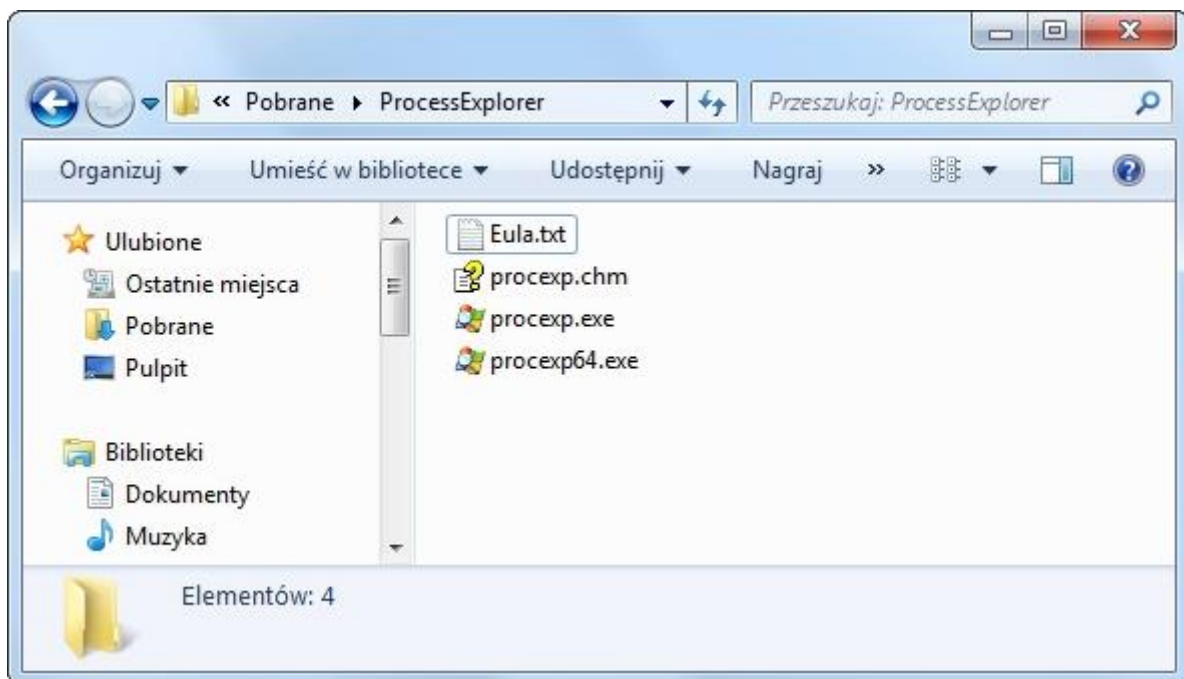 « Pobrane ▸ ProcessExplorer
Przeszukaj: ProcessExplorer
Organizuj Umieść w bibliotece Udostępnij Nagraj »
Ulubione
Ostatnie miejsca
Pobrane
Pulpit
Biblioteki
Dokumenty
Muzyka
Eula.txt
procexp.chm
procexp.exe
procexp64.exe
Elementów: 4